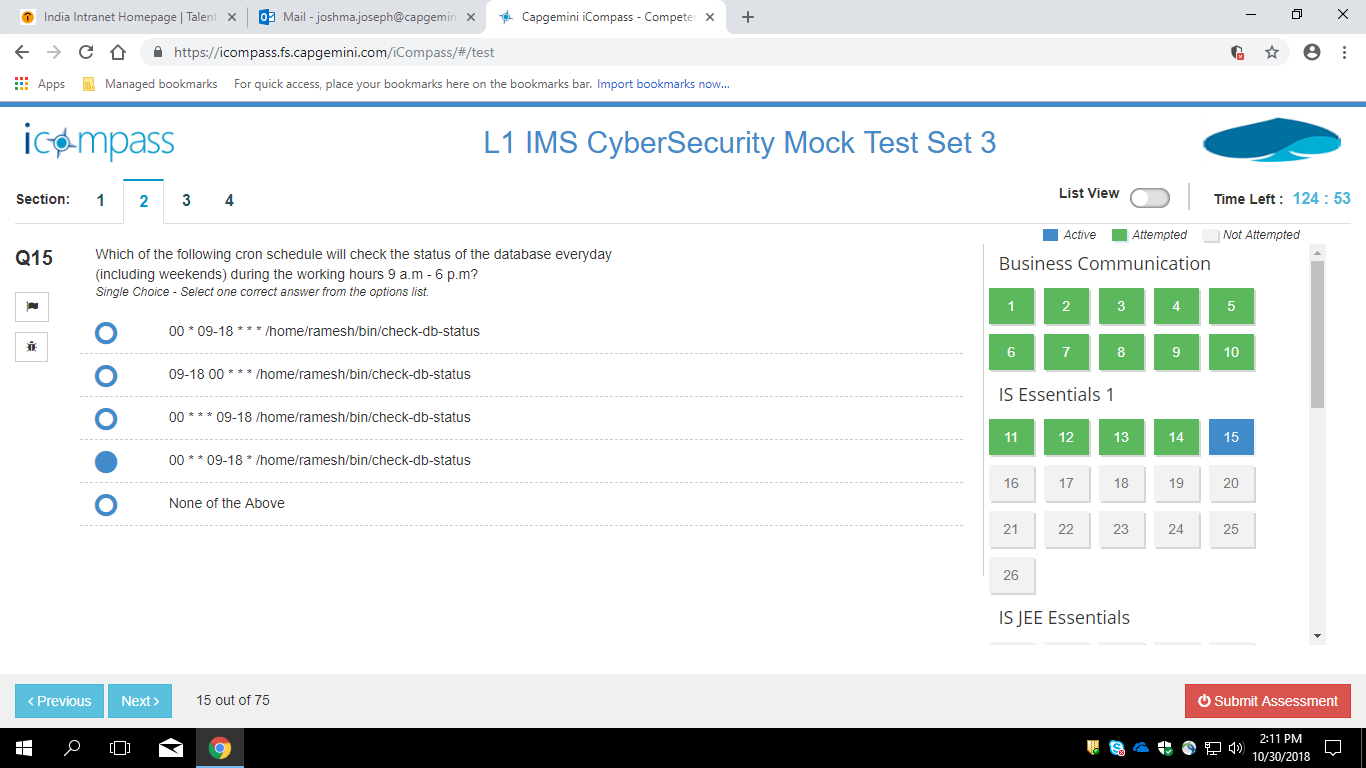 India Intranet Homepage | Talent
Mail - joshma.joseph@capgemin
Capgemini iCompass - Competen
https://icompass.fs.capgemini.com/iCompass/#/test
Apps
Managed bookmarks
For quick access, place your bookmarks here on the bookmarks bar. Import bookmarks now...
icompass
L1 IMS CyberSecurity Mock Test Set 3
Section: 1 2 3 4
List View
Time Left : 124 : 53
Active Attempted Not Attempted
Q15
Which of the following cron schedule will check the status of the database everyday
(including weekends) during the working hours 9 a.m - 6 p.m?
Single Choice - Select one correct answer from the options list.
00 * 09-18 * * * /home/ramesh/bin/check-db-status
09-18 00 * * * /home/ramesh/bin/check-db-status
00 * * * 09-18 /home/ramesh/bin/check-db-status
00 * * 09-18 * /home/ramesh/bin/check-db-status
None of the Above
Business Communication
1 2 3 4 5
6 7 8 9 10
IS Essentials 1
11 12 13 14 15
16 17 18 19 20
21 22 23 24 25
26
IS JEE Essentials
Previous
Next
15 out of 75
Submit Assessment
2:11 PM
10/30/2018